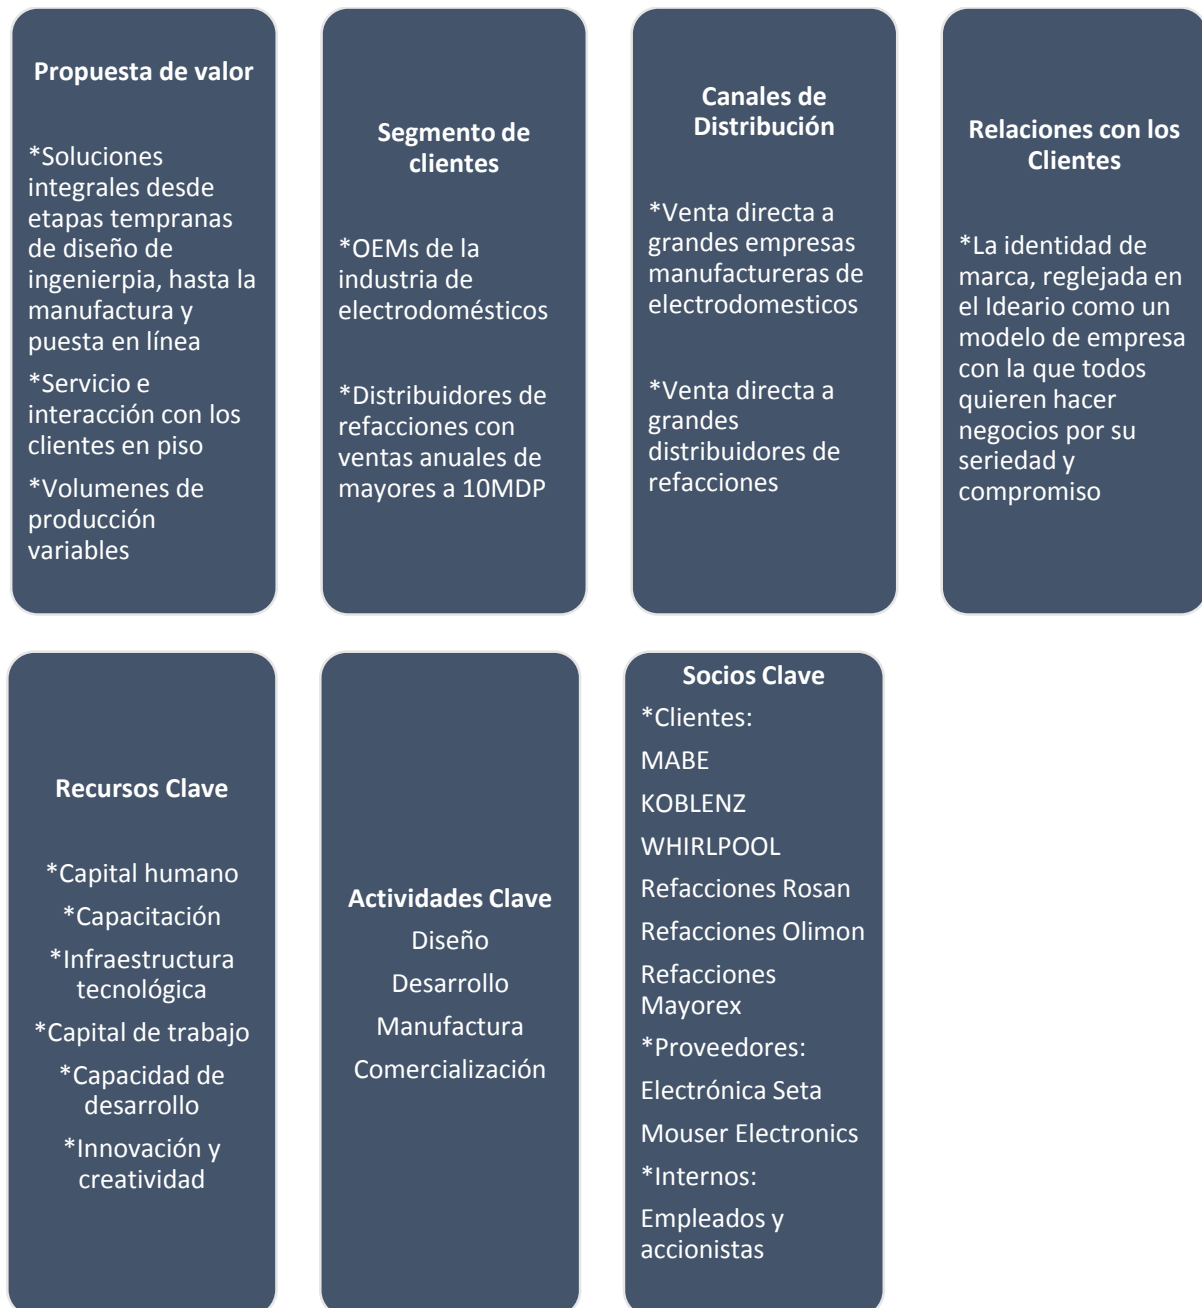 Propuesta de valor
*Soluciones
integrales desde
etapas tempranas
de diseño de
ingenierpia, hasta la
manufactura y
puesta en línea
*Servicio e
interacción con los
clientes en piso
*Volumenes de
producción
variables
Segmento de
clientes
*OEMs de la
industria de
electrodomésticos
*Distribuidores de
refacciones con
ventas anuales de
mayores a 10MDP
Canales de
Distribución
*Venta directa a
grandes empresas
manufactureras de
electrodomesticos
*Venta directa a
grandes
distribuidores de
refacciones
Relaciones con los
Clientes
*La identidad de
marca, reglejada en
el Ideario como un
modelo de empresa
con la que todos
quieren hacer
negocios por su
seriedad y
compromiso
Recursos Clave
*Capital humano
*Capacitación
*Infraestructura
tecnológica
*Capital de trabajo
*Capacidad de
desarrollo
*Innovación y
creatividad
Actividades Clave
Diseño
Desarrollo
Manufactura
Comercialización
Socios Clave
*Clientes:
MABE
KOBLENZ
WHIRLPOOL
Refacciones Rosan
Refacciones Olimon
Refacciones
Mayorex
*Proveedores:
Electrónica Seta
Mouser Electronics
*Internos:
Empleados y
accionistas